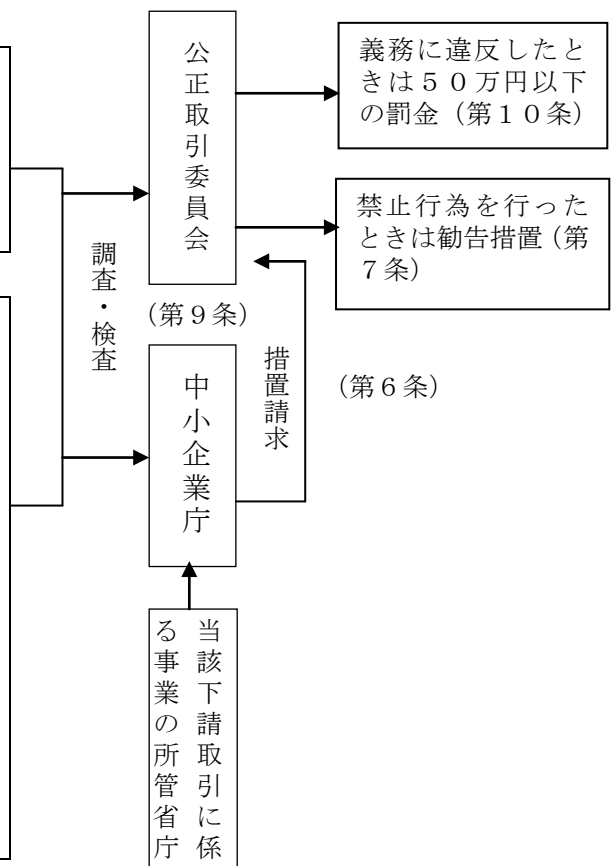 公正取引委員会
義務に違反したと
きは５０万円以下
の罰金（第１０条）
禁止行為を行った
ときは勧告措置（第
７条）
調査・検査
（第９条）
措置請求
（第６条）
中小企業庁
当該下請取引に係
る事業の所管省庁